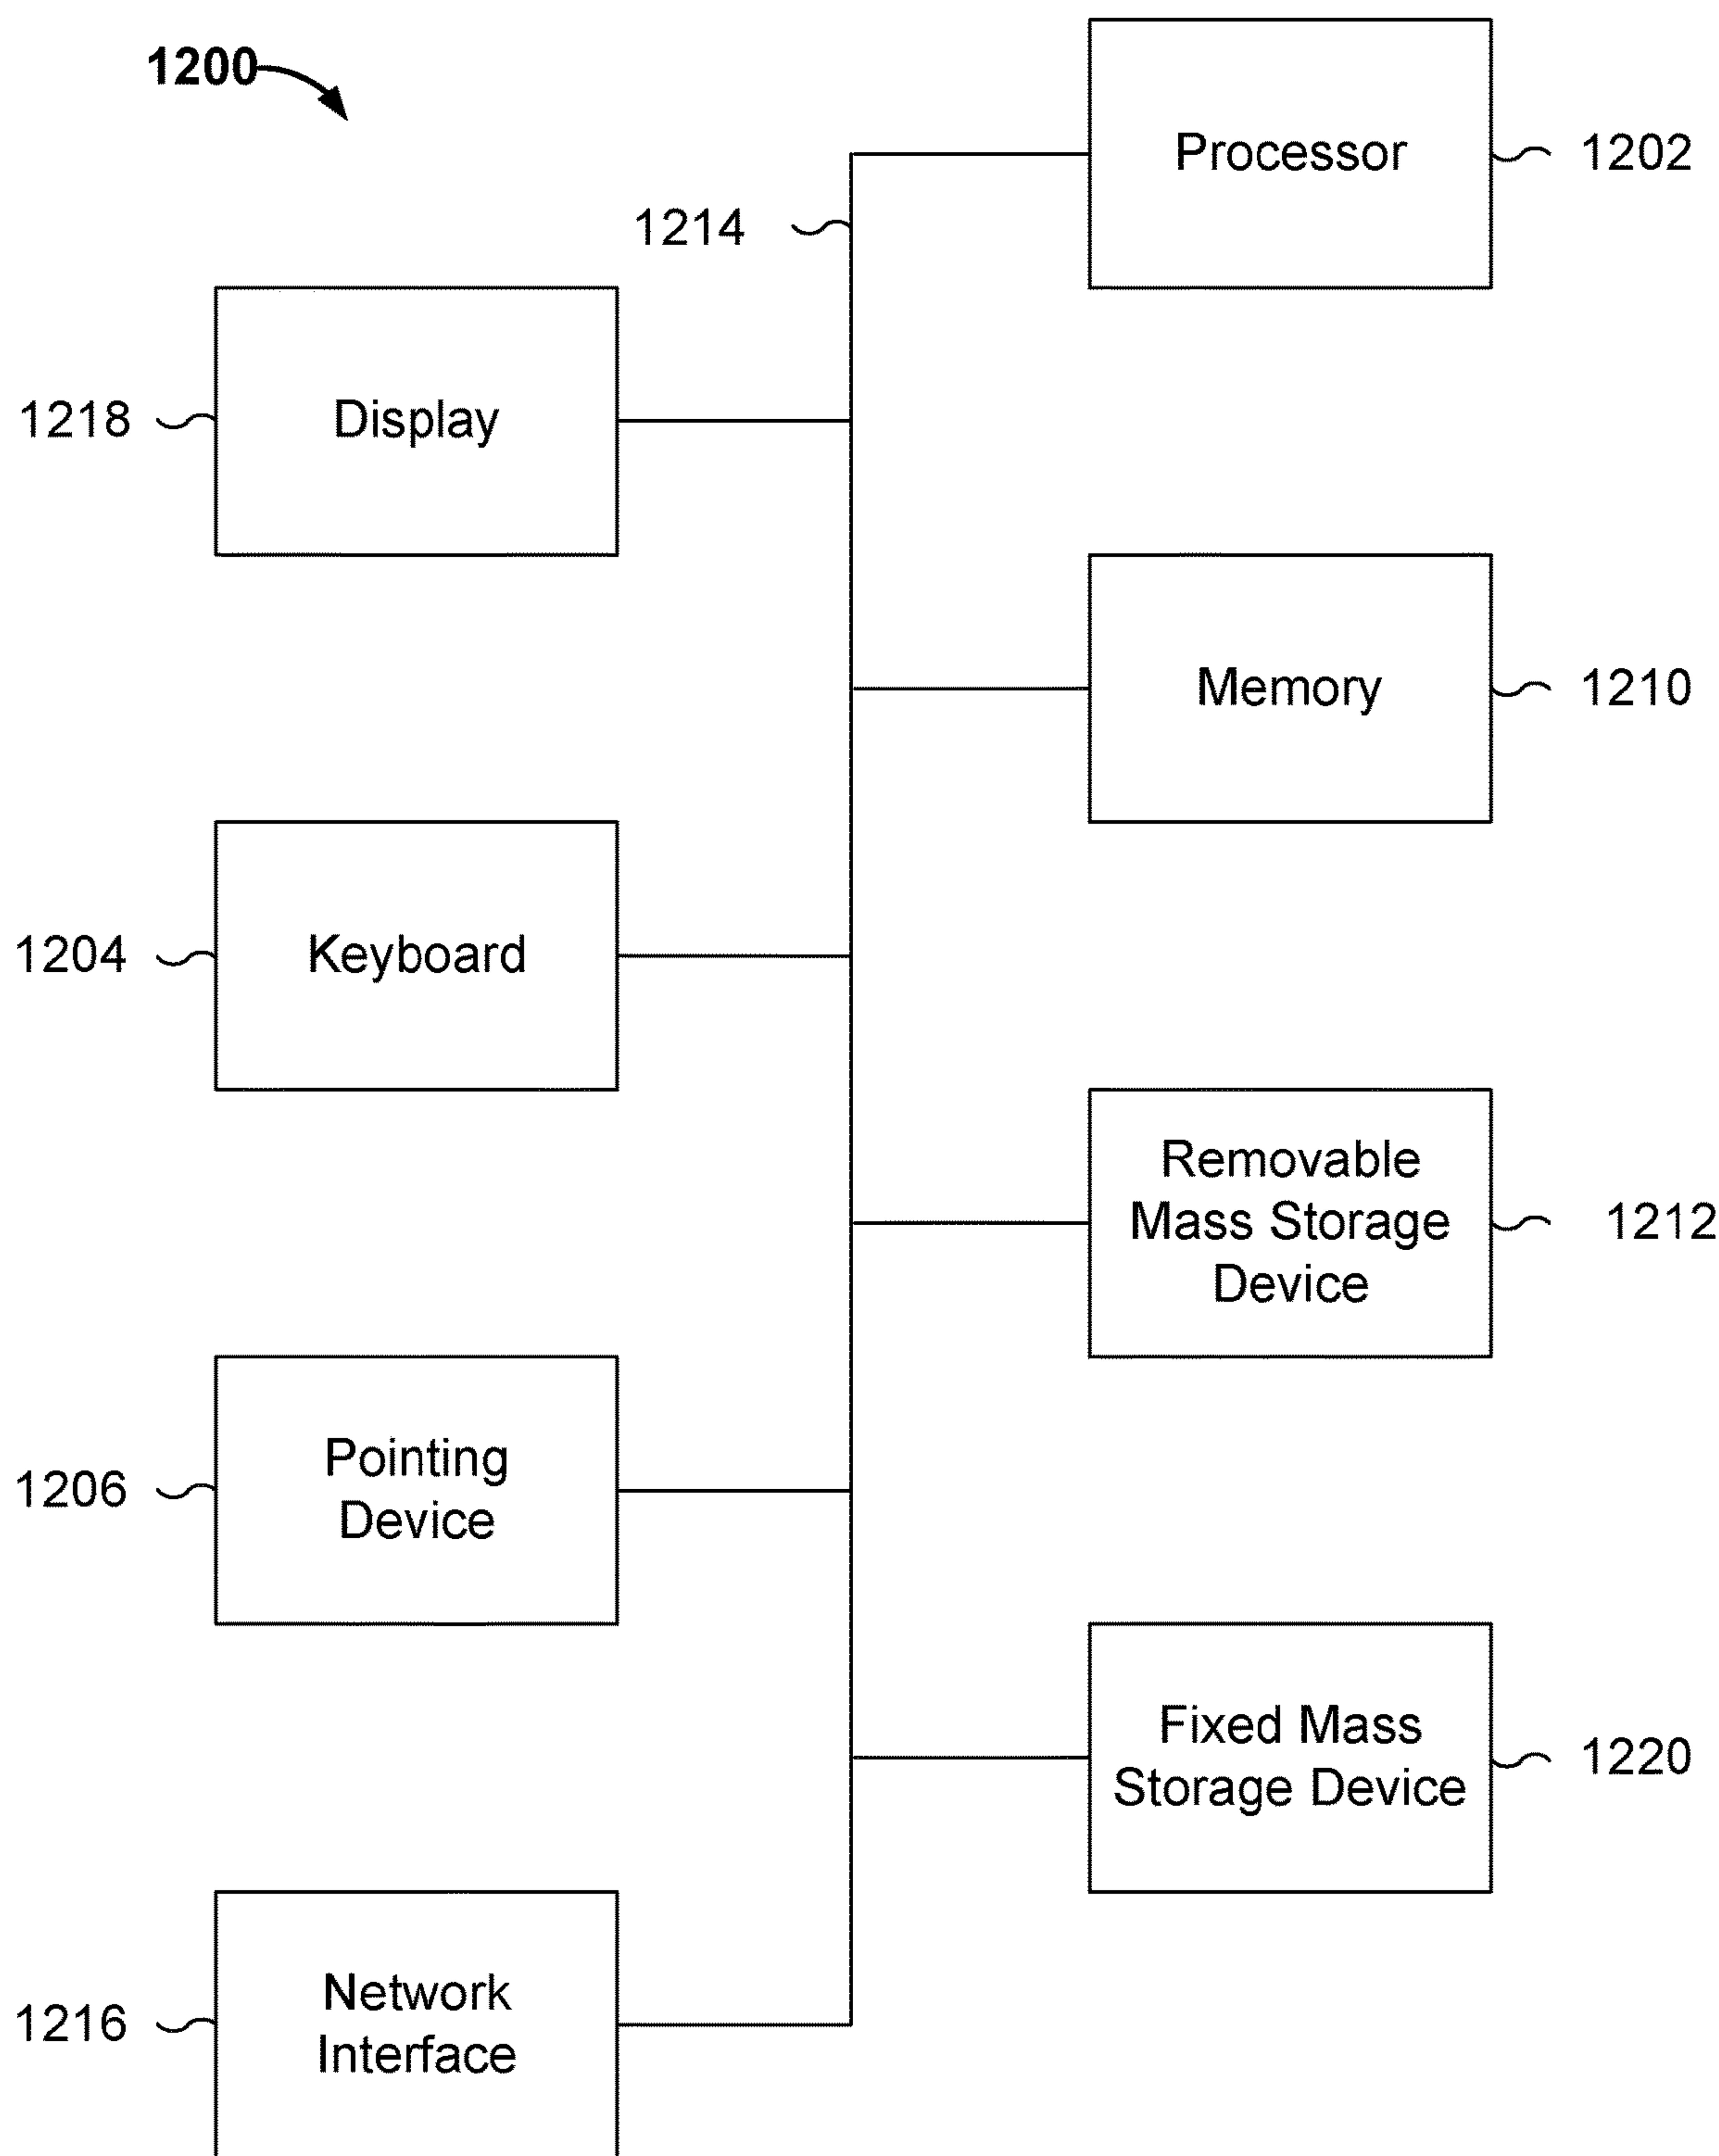 1200
Processor
1202
1214
Display
1218
Memory
1210
Keyboard
1204
Removable
Mass Storage
Device
1212
Pointing
Device
1206
Fixed Mass
Storage Device
1220
Network
Interface
1216